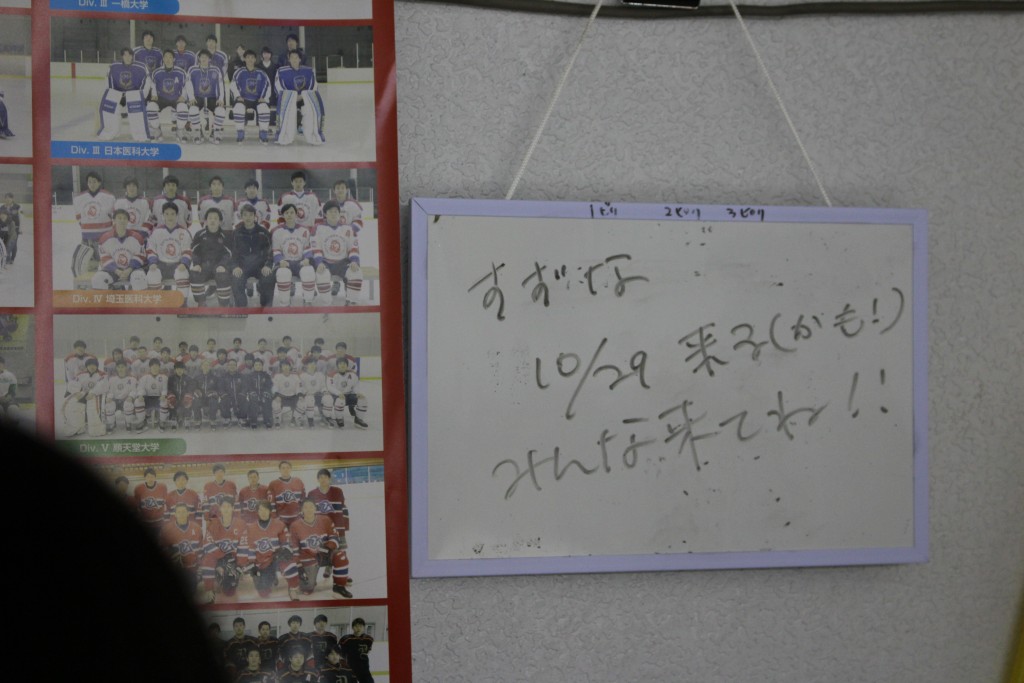 Div. Ⅲ 一橋大学
Div. Ⅲ 日本医科大学
Div. Ⅳ 埼玉医科大学
Div. Ⅴ 順天堂大学
1ピリ 2ピリ 3ピリ
すずな
10/29 来る(かも!)
みんな来てね!!